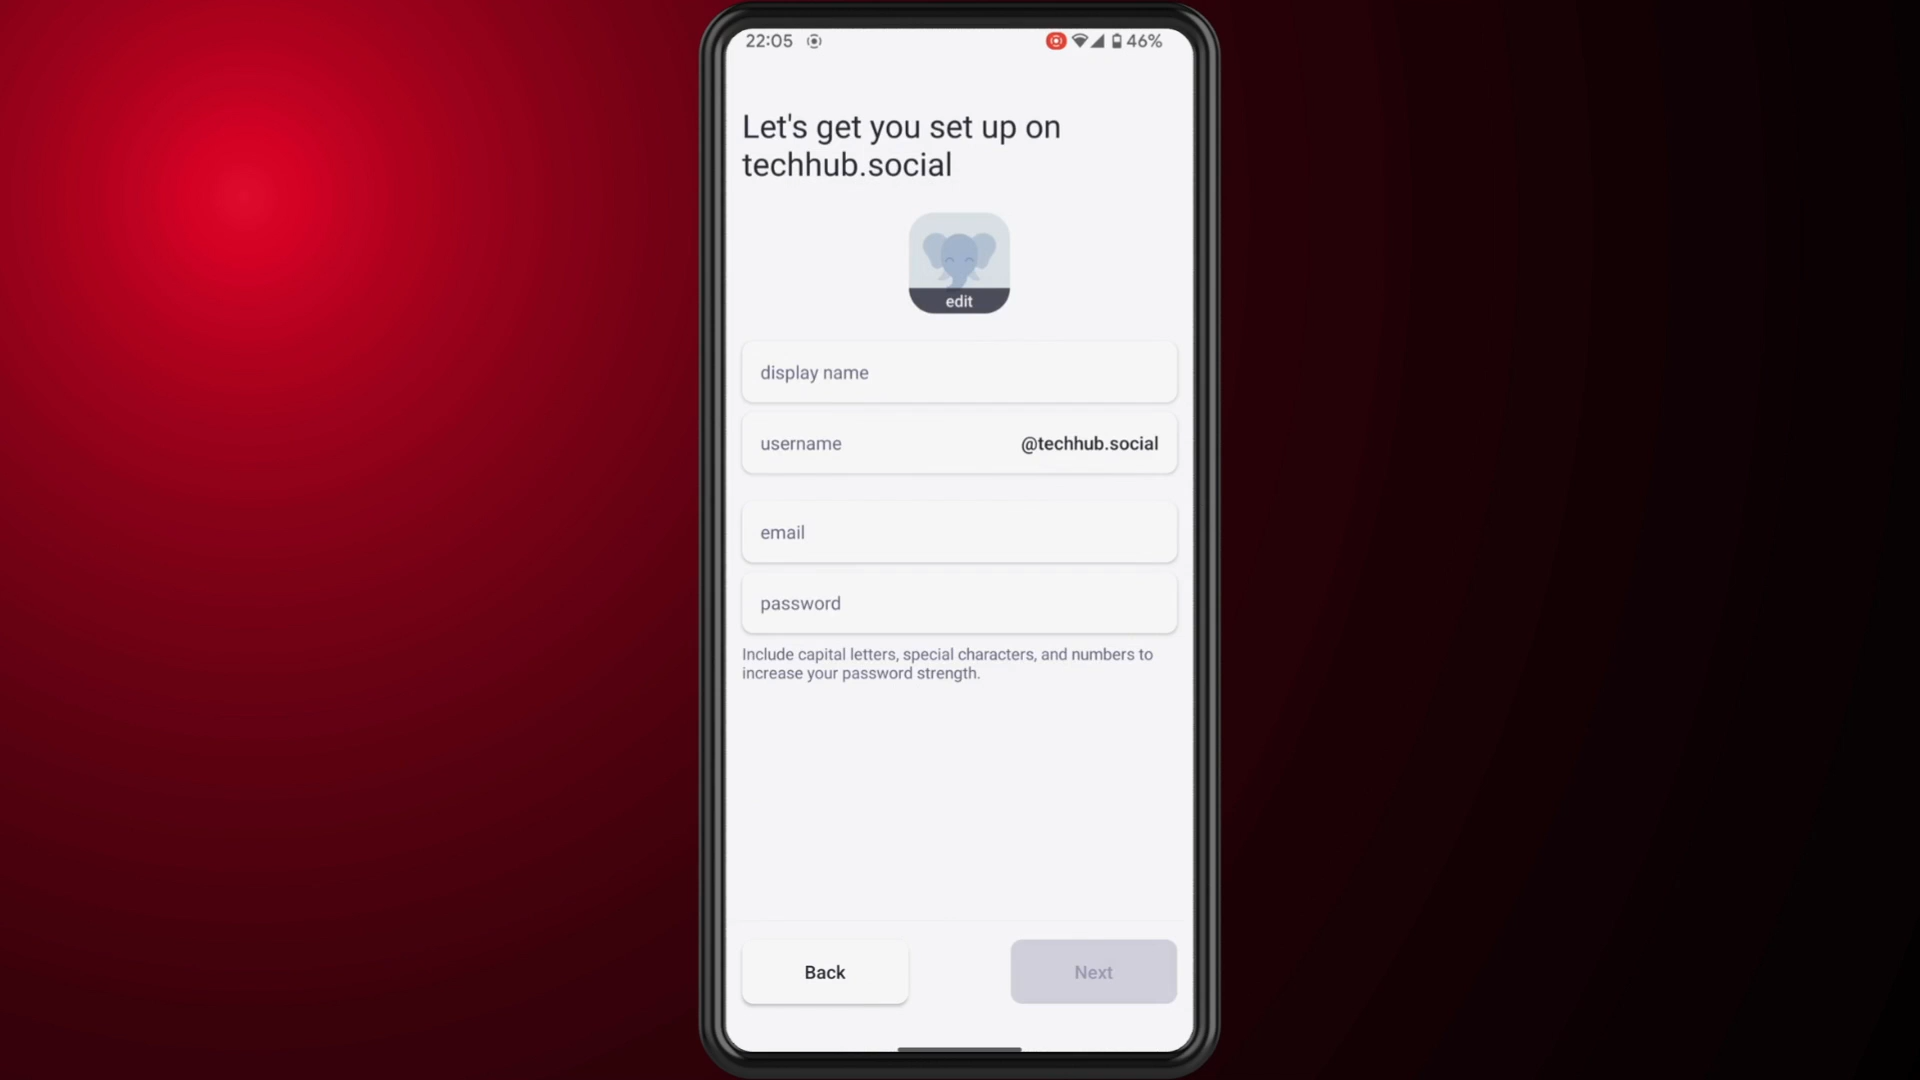 22:05 46%
Let's get you set up on
techhub.social
edit
display name
username @techhub.social
email
password
Include capital letters, special characters, and numbers to
increase your password strength.
Back Next